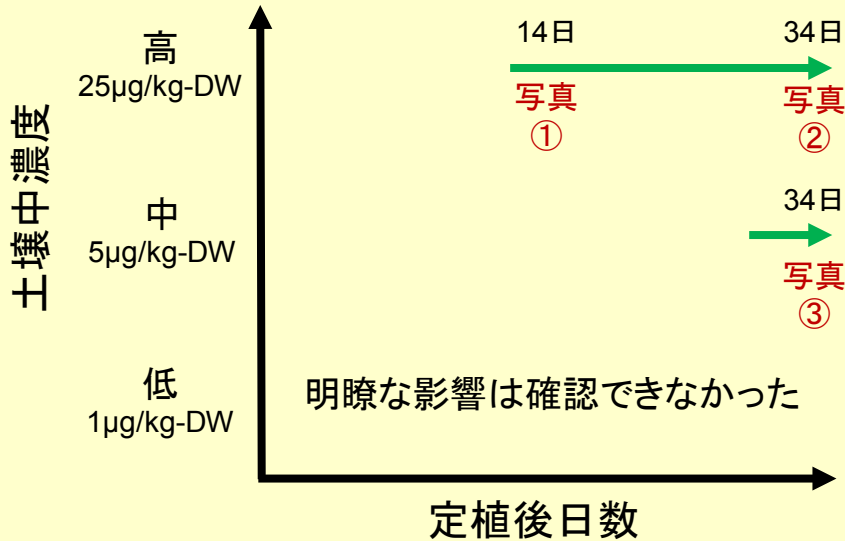 土壌中濃度
高
25μg/kg-DW
14日
34日
写真
①
写真
②
中
5μg/kg-DW
34日
写真
③
低
1μg/kg-DW
明瞭な影響は確認できなかった
定植後日数